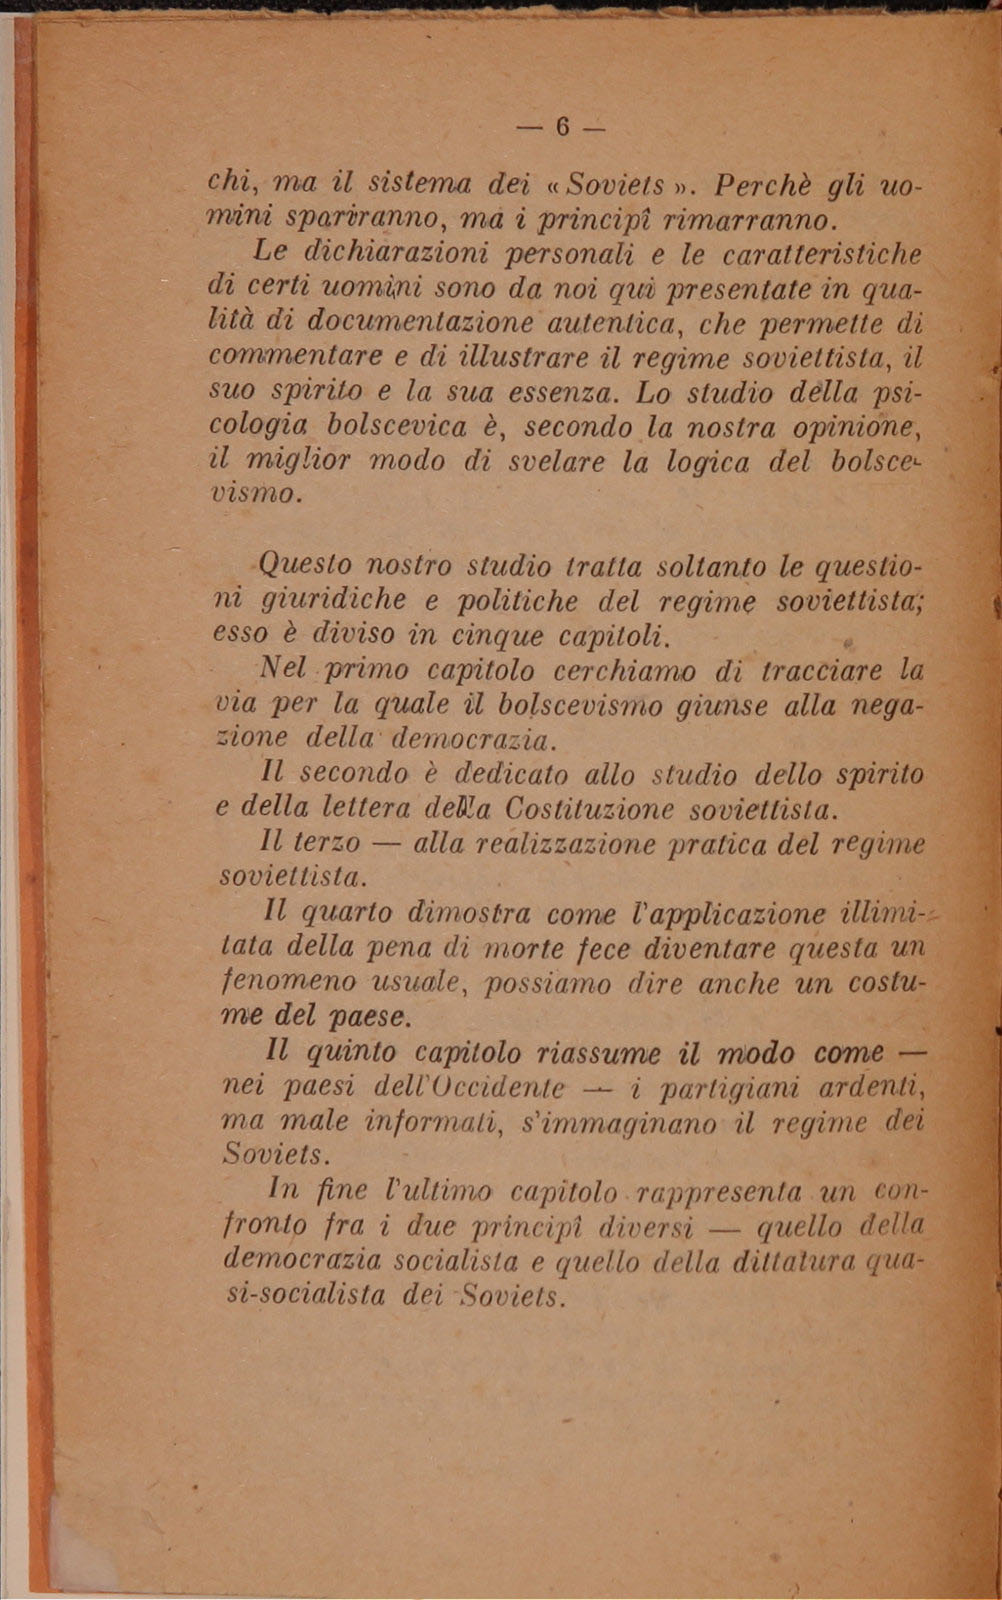 — 6 —
chi, ma il sistema dei «Soviets». Perchè gli uo-
mini spariranno, ma i principî rimarranno.
Le dichiarazioni personali e le caratteristiche
di certi uomini sono da noi qui presentate in qua-
lità di documentazione autentica, che permette di
commentare e di illustrare il regime soviettista, il
suo spirito e la sua essenza. Lo studio della psi-
cologia bolscevica è, secondo la nostra opinione,
il miglior modo di svelare la logica del bolsce-
vismo.
Questo nostro studio tratta soltanto le questio-
ni giuridiche e politiche del regime soviettista;
esso è diviso in cinque capitoli.
Nel primo capitolo cerchiamo di tracciare la
via per la quale il bolscevismo giunse alla nega-
zione della democrazia.
Il secondo è dedicato allo studio dello spirito
e della lettera della Costituzione soviettista.
Il terzo — alla realizzazione pratica del regime
soviettista.
Il quarto dimostra come l'applicazione illimi-
tata della pena di morte fece diventare questa un
fenomeno usuale, possiamo dire anche un costu-
me del paese.
Il quinto capitolo riassume il modo come —
nei paesi dell'Occidente — i partigiani ardenti,
ma male informati, s'immaginano il regime dei
Soviets.
In fine l'ultimo capitolo rappresenta un con-
fronto fra i due principî diversi — quello della
democrazia socialista e quello della dittatura qua-
si-socialista dei Soviets.